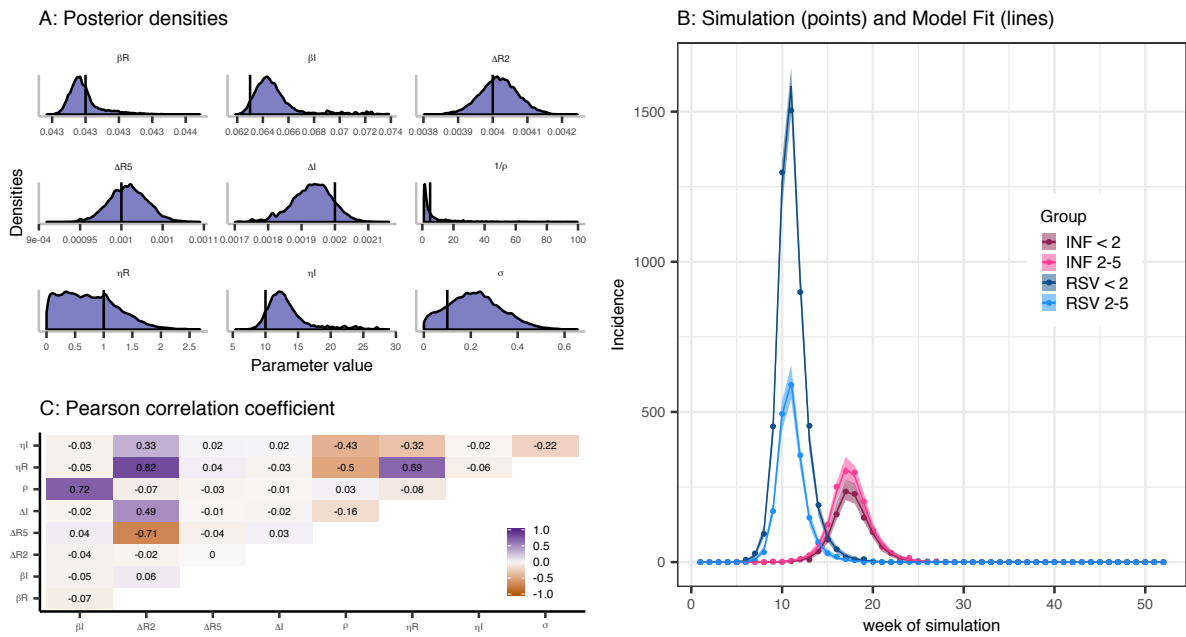 A: Posterior densities
βR
βI
ΔR2
0.043 0.043 0.043 0.043 0.044
0.062 0.064 0.066 0.068 0.07 0.072 0.074
0.0038 0.0039 0.004 0.0041 0.0042
ΔR5
ΔI
1/ρ
9e-04 0.00095 0.001 0.001 0.0011
0.0017 0.0018 0.0019 0.002 0.0021
0 20 40 60 80 100
ηR
ηI
σ
0 0.5 1 1.5 2 2.5
5 10 15 20 25 30
0 0.2 0.4 0.6
Densities
Parameter value
B: Simulation (points) and Model Fit (lines)
1500
1000
500
0
Incidence
0 10 20 30 40 50
week of simulation
Group
INF < 2
INF 2-5
RSV < 2
RSV 2-5
C: Pearson correlation coefficient
ηI -0.03 0.33 0.02 0.02 -0.43 -0.32 -0.02 -0.22
ηR -0.05 0.82 0.04 -0.03 -0.5 0.69 -0.06
ρ 0.72 -0.07 -0.03 -0.01 0.03 -0.08
ΔI -0.02 0.49 -0.01 -0.02 -0.16
ΔR5 0.04 -0.71 -0.04 0.03
ΔR2 -0.04 -0.02 0
βI -0.05 0.06
βR -0.07
βI ΔR2 ΔR5 ΔI ρ ηR ηI σ
1.0
0.5
0.0
-0.5
-1.0